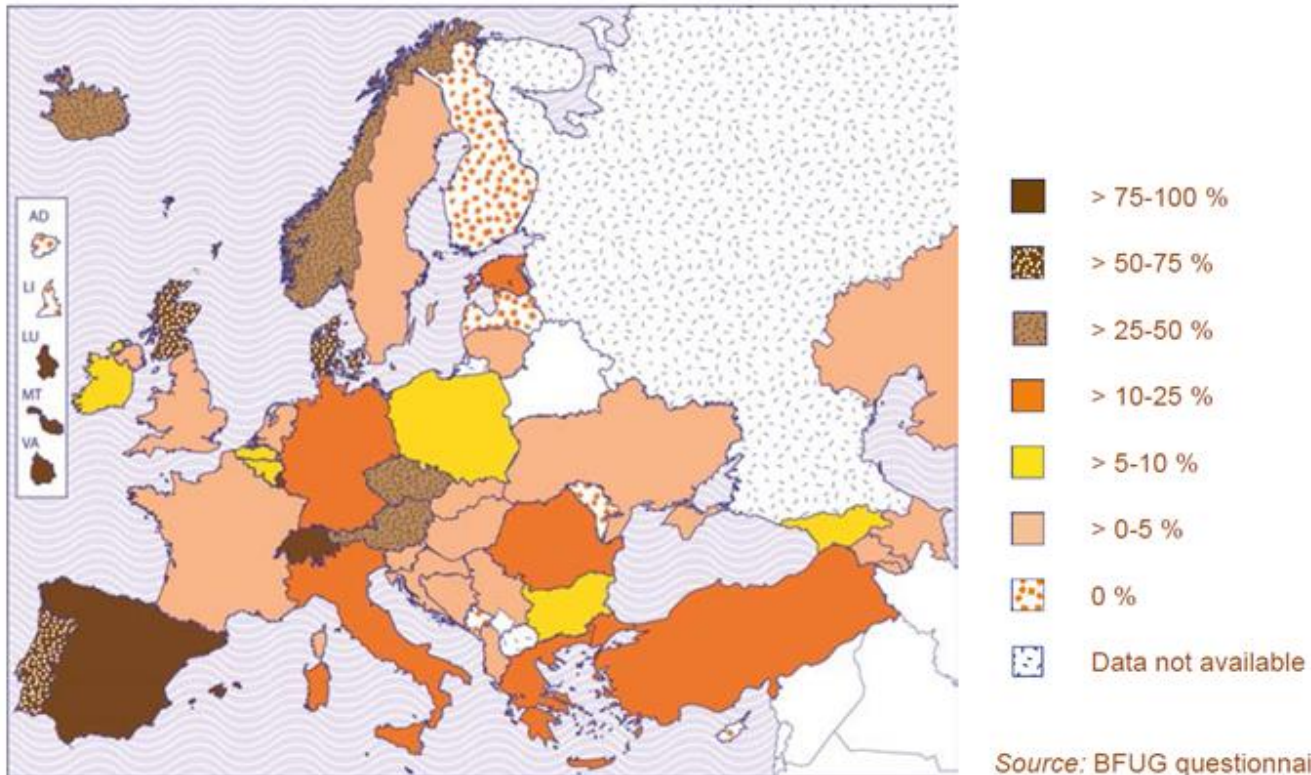 AD
LI
LU
MT
VA
> 75-100 %
> 50-75 %
> 25-50 %
> 10-25 %
> 5-10 %
> 0-5 %
0 %
Data not available
Source: BFUG questionnai